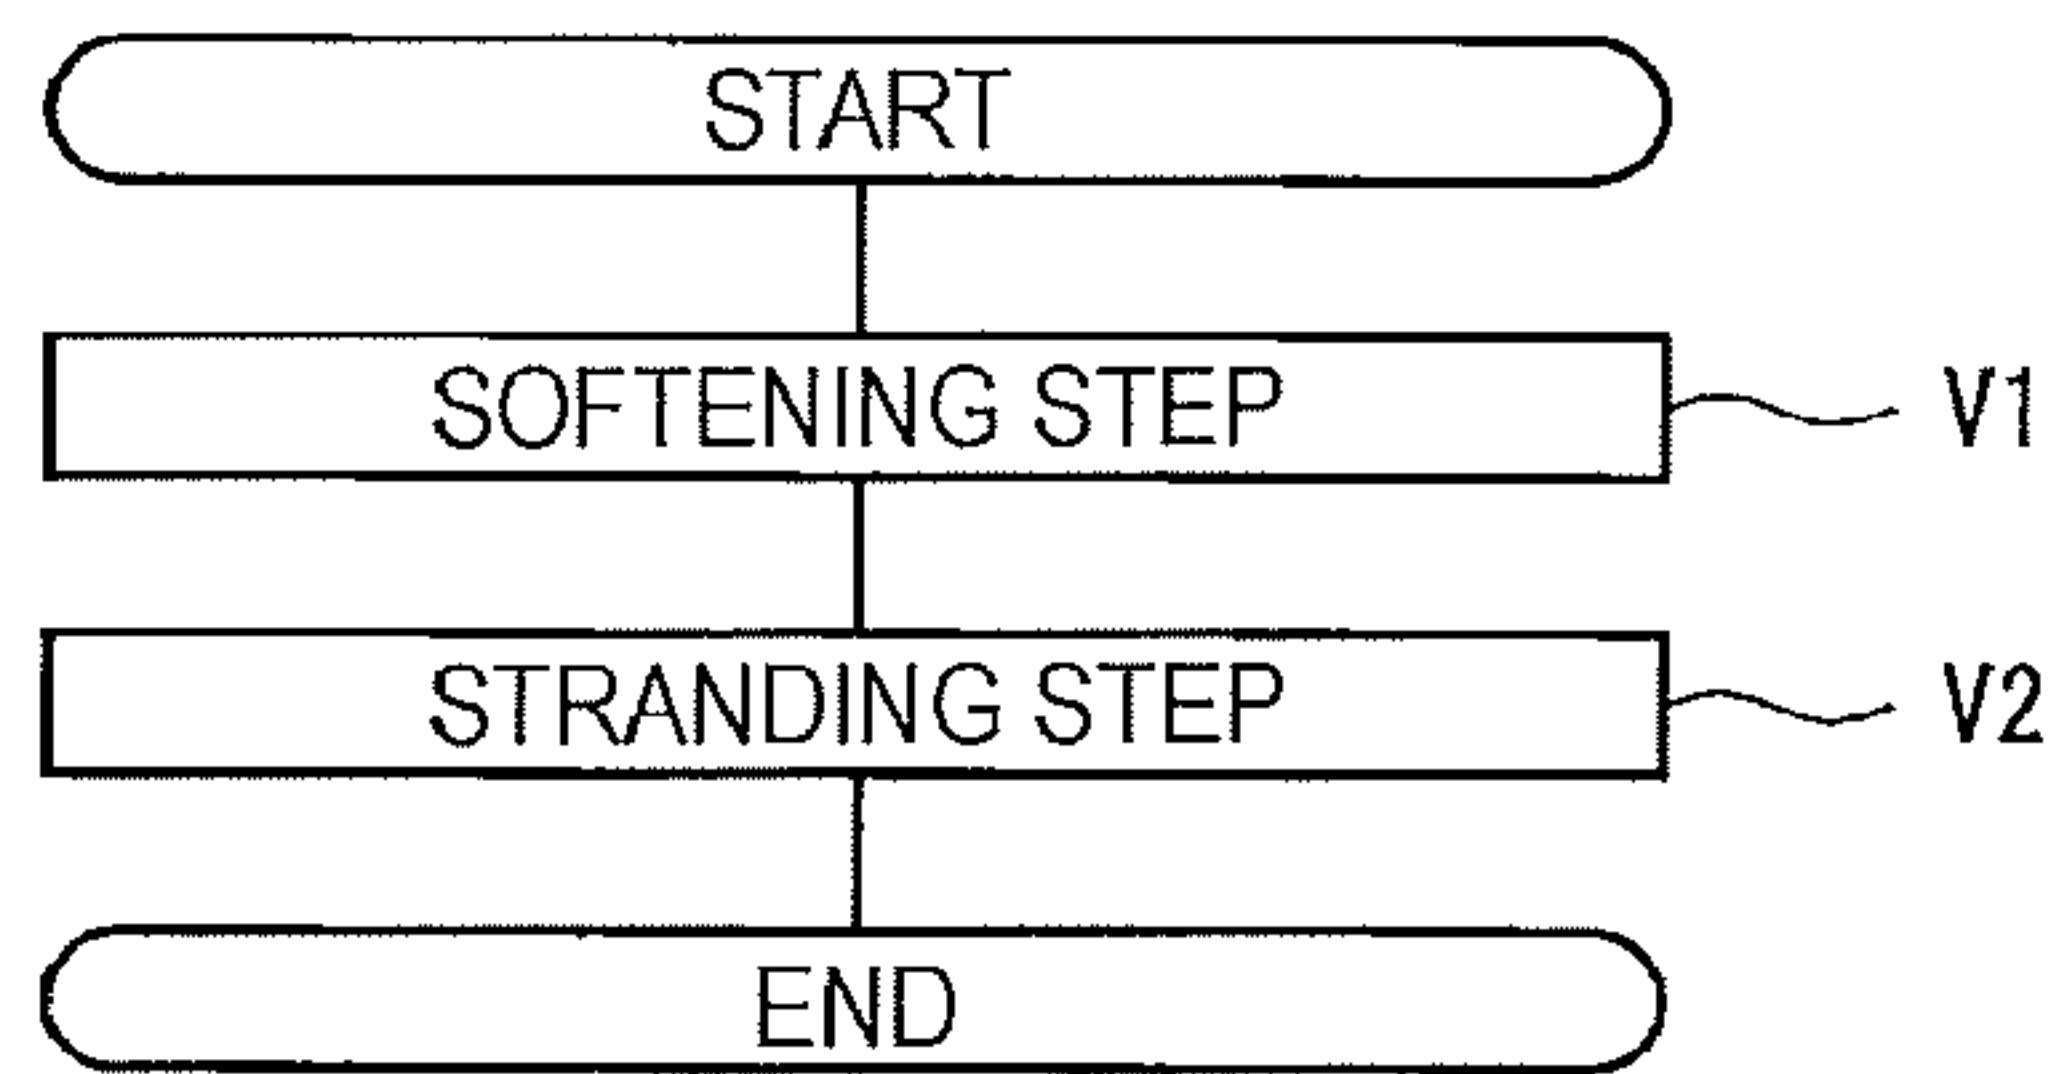 START
SOFTENING STEP V1
STRANDING STEP V2
END